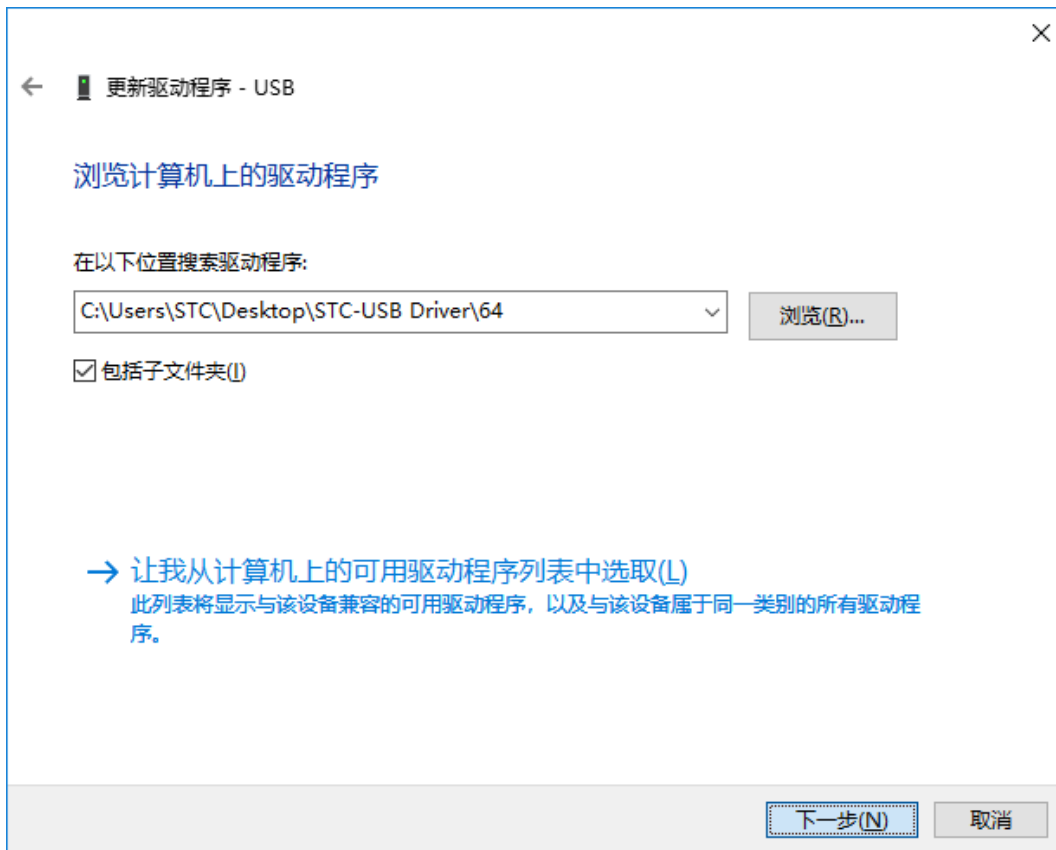 更新驱动程序 - USB
浏览计算机上的驱动程序
在以下位置搜索驱动程序:
C:\Users\STC\Desktop\STC-USB Driver\64
浏览(R)...
包括子文件夹(I)
让我从计算机上的可用驱动程序列表中选取(L)
此列表将显示与该设备兼容的可用驱动程序，以及与该设备属于同一类别的所有驱动程
序。
下一步(N)
取消